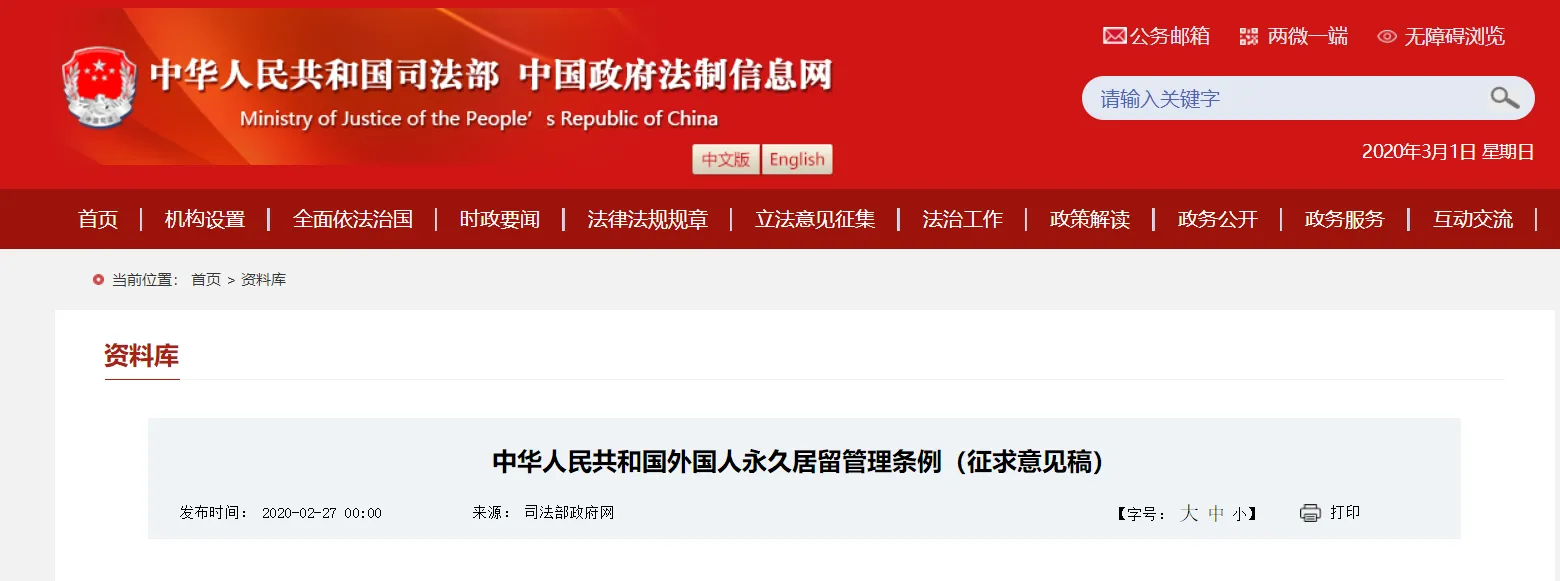 公务邮箱 两微一端 无障碍浏览
中华人民共和国司法部 中国政府法制信息网
请输入关键字
Ministry of Justice of the People's Republic of China
2020年3月1日 星期日
中文版 English
首页 | 机构设置 | 全面依法治国 | 时政要闻 | 法律法规规章 | 立法意见征集 | 法治工作 | 政策解读 | 政务公开 | 政务服务 | 互动交流 |
当前位置： 首页 > 资料库
资料库
中华人民共和国外国人永久居留管理条例（征求意见稿）
发布时间： 2020-02-27 00:00 来源： 司法部政府网 【字号： 大 中 小】 打印